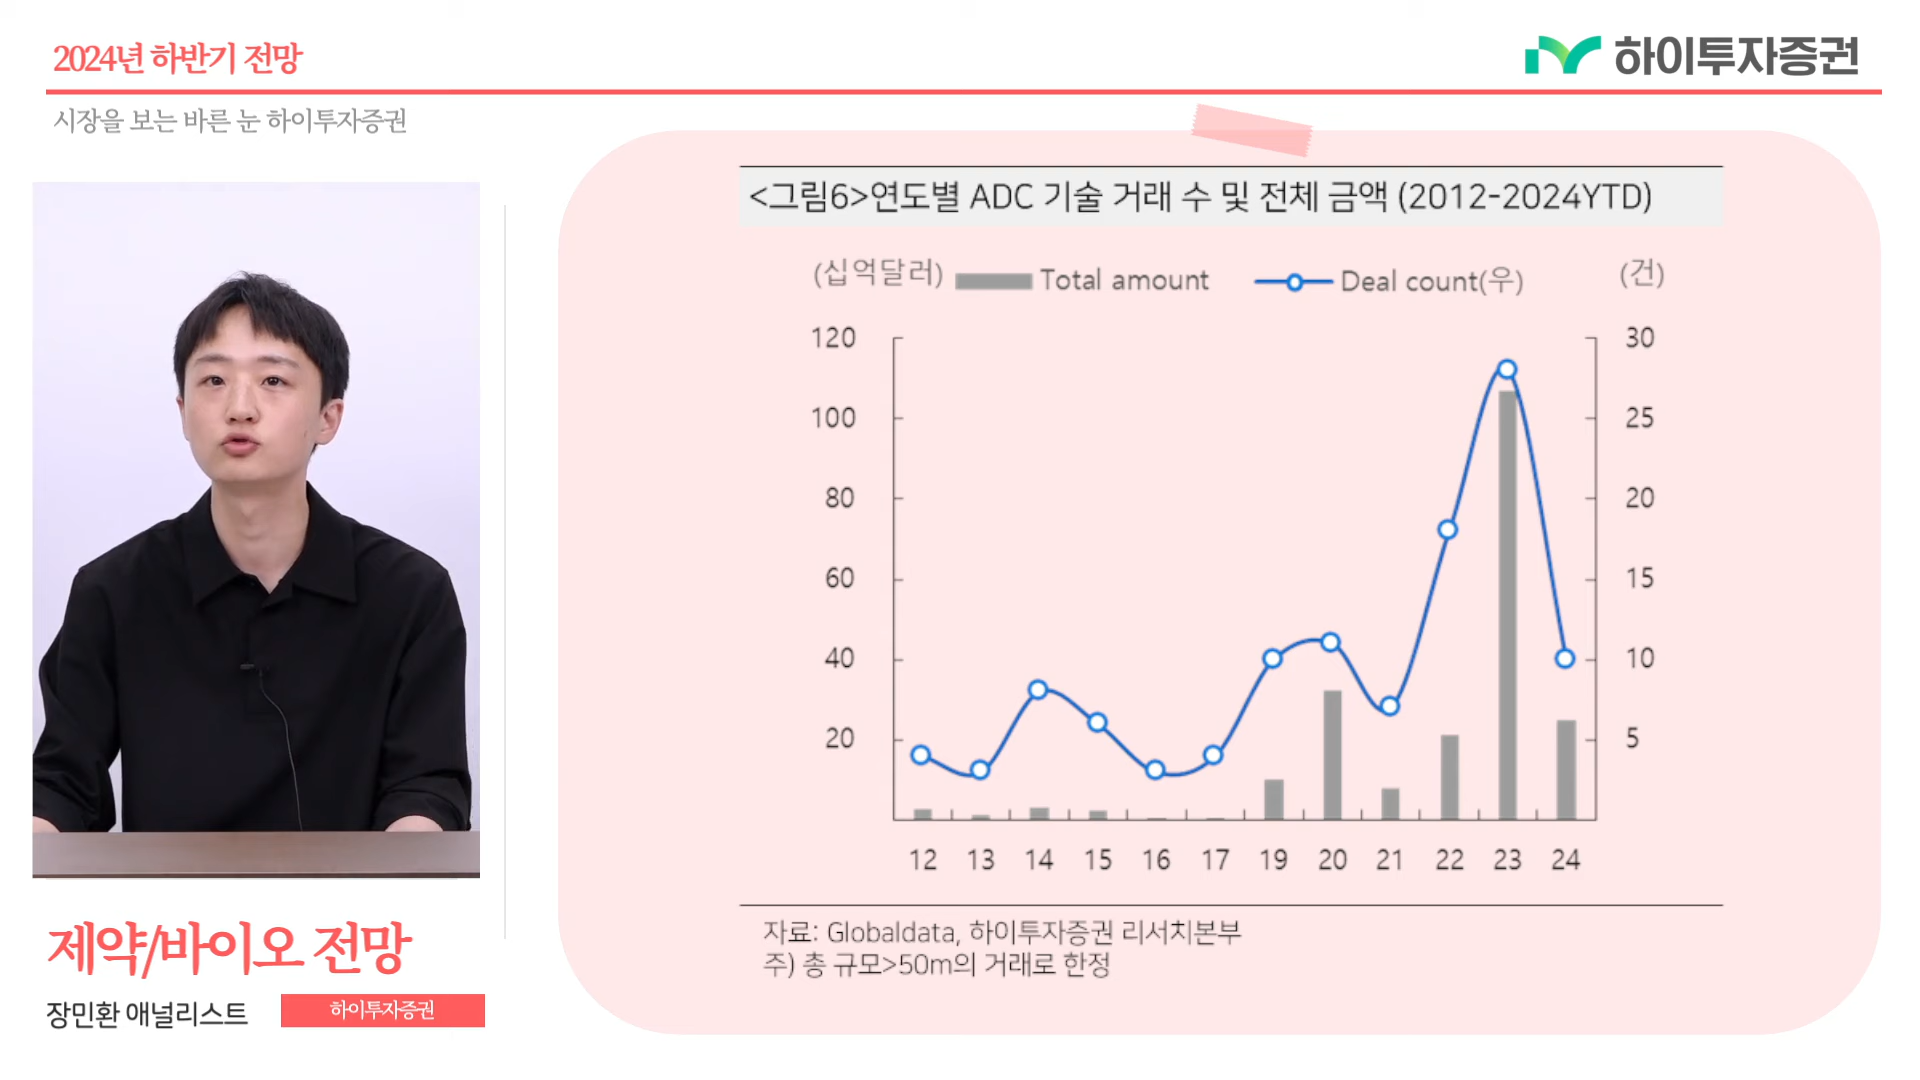 2024년 하반기 전망
하이투자증권
시장을 보는 바른 눈 하이투자증권
<그림6>연도별 ADC 기술 거래 수 및 전체 금액 (2012-2024YTD)
(십억달러) Total amount Deal count(우) (건)
120 30
100 25
80 20
60 15
40 10
20 5
12 13 14 15 16 17 19 20 21 22 23 24
자료: Globaldata, 하이투자증권 리서치본부
주) 총 규모>50m의 거래로 한정
제약/바이오 전망
장민환 애널리스트 하이투자증권